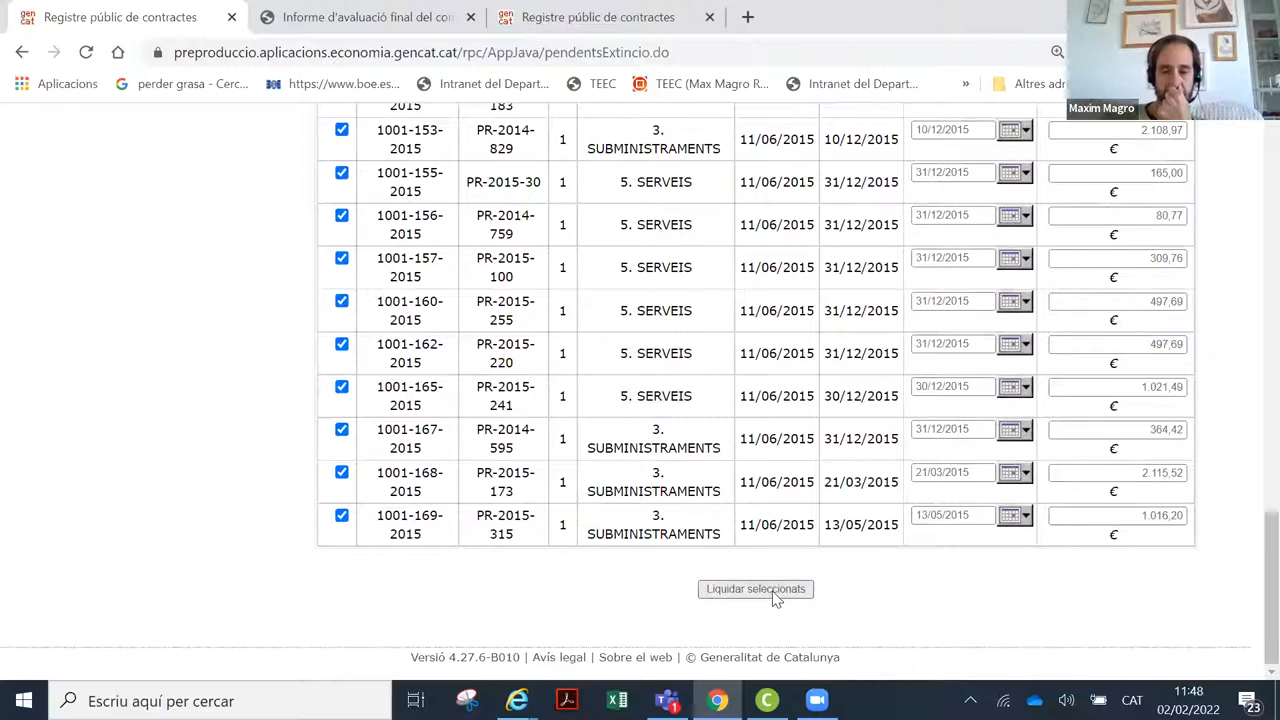 gen
cat
Registre públic de contractes
Informe d'avaluació final del co
gen
cat
Registre públic de contractes
preproduccio.aplicacions.economia.gencat.cat/rpc/AppJava/pendentsExtincio.do
Aplicacions
perder grasa - Cerc...
https://www.boe.es...
Intranet del Depart...
TEEC
TEEC (Max Magro R...
Intranet del Depart...
»
Altres adr
Maxim Magro
2015 183
1001-153- PR-2014- 3. 10/12/2015 2.108,97
1 11/06/2015 10/12/2015
2015 829 SUBMINISTRAMENTS €
1001-155- 31/12/2015 165,00
PR-2015-30 1 5. SERVEIS 11/06/2015 31/12/2015
2015 €
1001-156- PR-2014- 31/12/2015 80,77
1 5. SERVEIS 11/06/2015 31/12/2015
2015 759 €
1001-157- PR-2015- 31/12/2015 309,76
1 5. SERVEIS 11/06/2015 31/12/2015
2015 100 €
1001-160- PR-2015- 31/12/2015 497,69
1 5. SERVEIS 11/06/2015 31/12/2015
2015 255 €
1001-162- PR-2015- 31/12/2015 497,69
1 5. SERVEIS 11/06/2015 31/12/2015
2015 220 €
1001-165- PR-2015- 30/12/2015 1.021,49
1 5. SERVEIS 11/06/2015 30/12/2015
2015 241 €
1001-167- PR-2014- 3. 31/12/2015 364,42
1 11/06/2015 31/12/2015
2015 595 SUBMINISTRAMENTS €
1001-168- PR-2015- 3. 21/03/2015 2.115,52
1 11/06/2015 21/03/2015
2015 173 SUBMINISTRAMENTS €
1001-169- PR-2015- 3. 13/05/2015 1.016,20
1 11/06/2015 13/05/2015
2015 315 SUBMINISTRAMENTS €
Liquidar seleccionats
Versió 4.27.6-B010 | Avís legal | Sobre el web | © Generalitat de Catalunya
Escriu aquí per cercar
CAT
11:48
02/02/2022
23